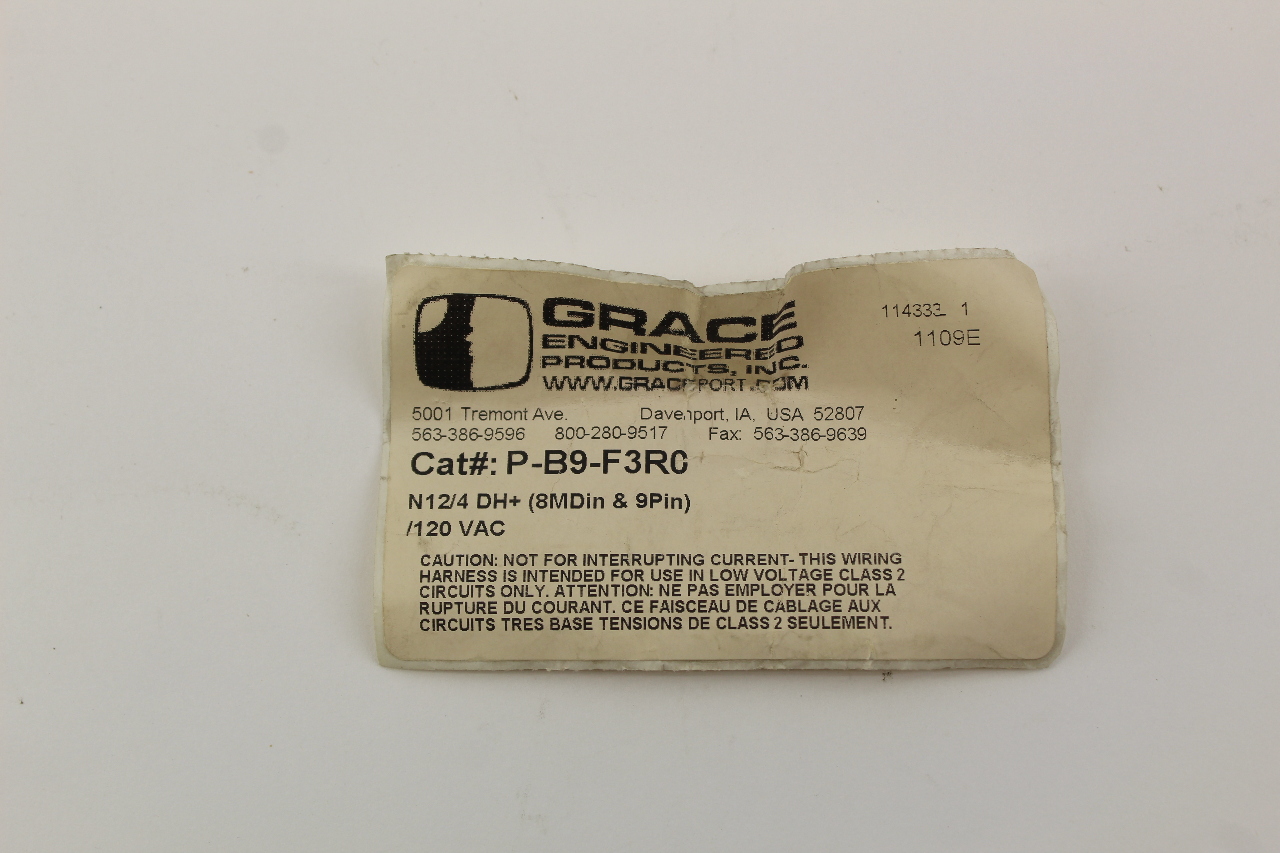 GRACE
ENGINEERED
PRODUCTS, INC.
WWW.GRACEPORT.COM
114333 1
1109E
5001 Tremont Ave. Davenport, IA, USA 52807
563-386-9596 800-280-9517 Fax: 563-386-9639
Cat#: P-B9-F3R0
N12/4 DH+ (8MDin & 9Pin)
/120 VAC
CAUTION: NOT FOR INTERRUPTING CURRENT- THIS WIRING
HARNESS IS INTENDED FOR USE IN LOW VOLTAGE CLASS 2
CIRCUITS ONLY. ATTENTION: NE PAS EMPLOYER POUR LA
RUPTURE DU COURANT. CE FAISCEAU DE CABLAGE AUX
CIRCUITS TRES BASE TENSIONS DE CLASS 2 SEULEMENT.